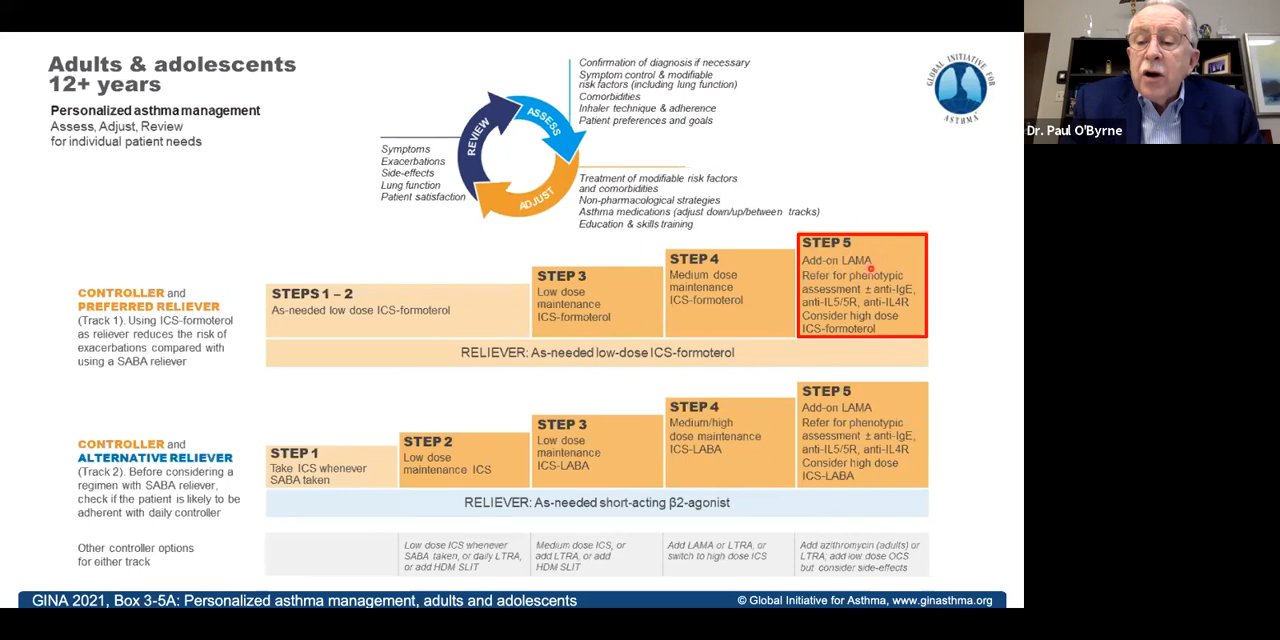 Adults & adolescents
12+ years
Personalized asthma management
Assess, Adjust, Review
for individual patient needs
Symptoms
Exacerbations
Side-effects
Lung function
Patient satisfaction
REVIEW
ASSESS
ADJUST
Confirmation of diagnosis if necessary
Symptom control & modifiable
risk factors (including lung function)
Comorbidities
Inhaler technique & adherence
Patient preferences and goals
Treatment of modifiable risk factors
and comorbidities
Non-pharmacological strategies
Asthma medications (adjust down/up/between tracks)
Education & skills training
GLOBAL INITIATIVE FOR
ASTHMA
Dr. Paul O'Byrne
CONTROLLER and
PREFERRED RELIEVER
(Track 1). Using ICS-formoterol
as reliever reduces the risk of
exacerbations compared with
using a SABA reliever
STEPS 1 – 2
As-needed low dose ICS-formoterol
STEP 3
Low dose
maintenance
ICS-formoterol
STEP 4
Medium dose
maintenance
ICS-formoterol
STEP 5
Add-on LAMA
Refer for phenotypic
assessment ± anti-IgE,
anti-IL5/5R, anti-IL4R
Consider high dose
ICS-formoterol
RELIEVER: As-needed low-dose ICS-formoterol
CONTROLLER and
ALTERNATIVE RELIEVER
(Track 2). Before considering a
regimen with SABA reliever,
check if the patient is likely to be
adherent with daily controller
STEP 1
Take ICS whenever
SABA taken
STEP 2
Low dose
maintenance ICS
STEP 3
Low dose
maintenance
ICS-LABA
STEP 4
Medium/high
dose maintenance
ICS-LABA
STEP 5
Add-on LAMA
Refer for phenotypic
assessment ± anti-IgE,
anti-IL5/5R, anti-IL4R
Consider high dose
ICS-LABA
RELIEVER: As-needed short-acting β2-agonist
Other controller options
for either track
Low dose ICS whenever
SABA taken, or daily LTRA,
or add HDM SLIT
Medium dose ICS, or
add LTRA, or add
HDM SLIT
Add LAMA or LTRA, or
switch to high dose ICS
Add azithromycin (adults) or
LTRA, add low dose OCS
but consider side-effects
GINA 2021, Box 3-5A: Personalized asthma management, adults and adolescents
© Global Initiative for Asthma, www.ginasthma.org